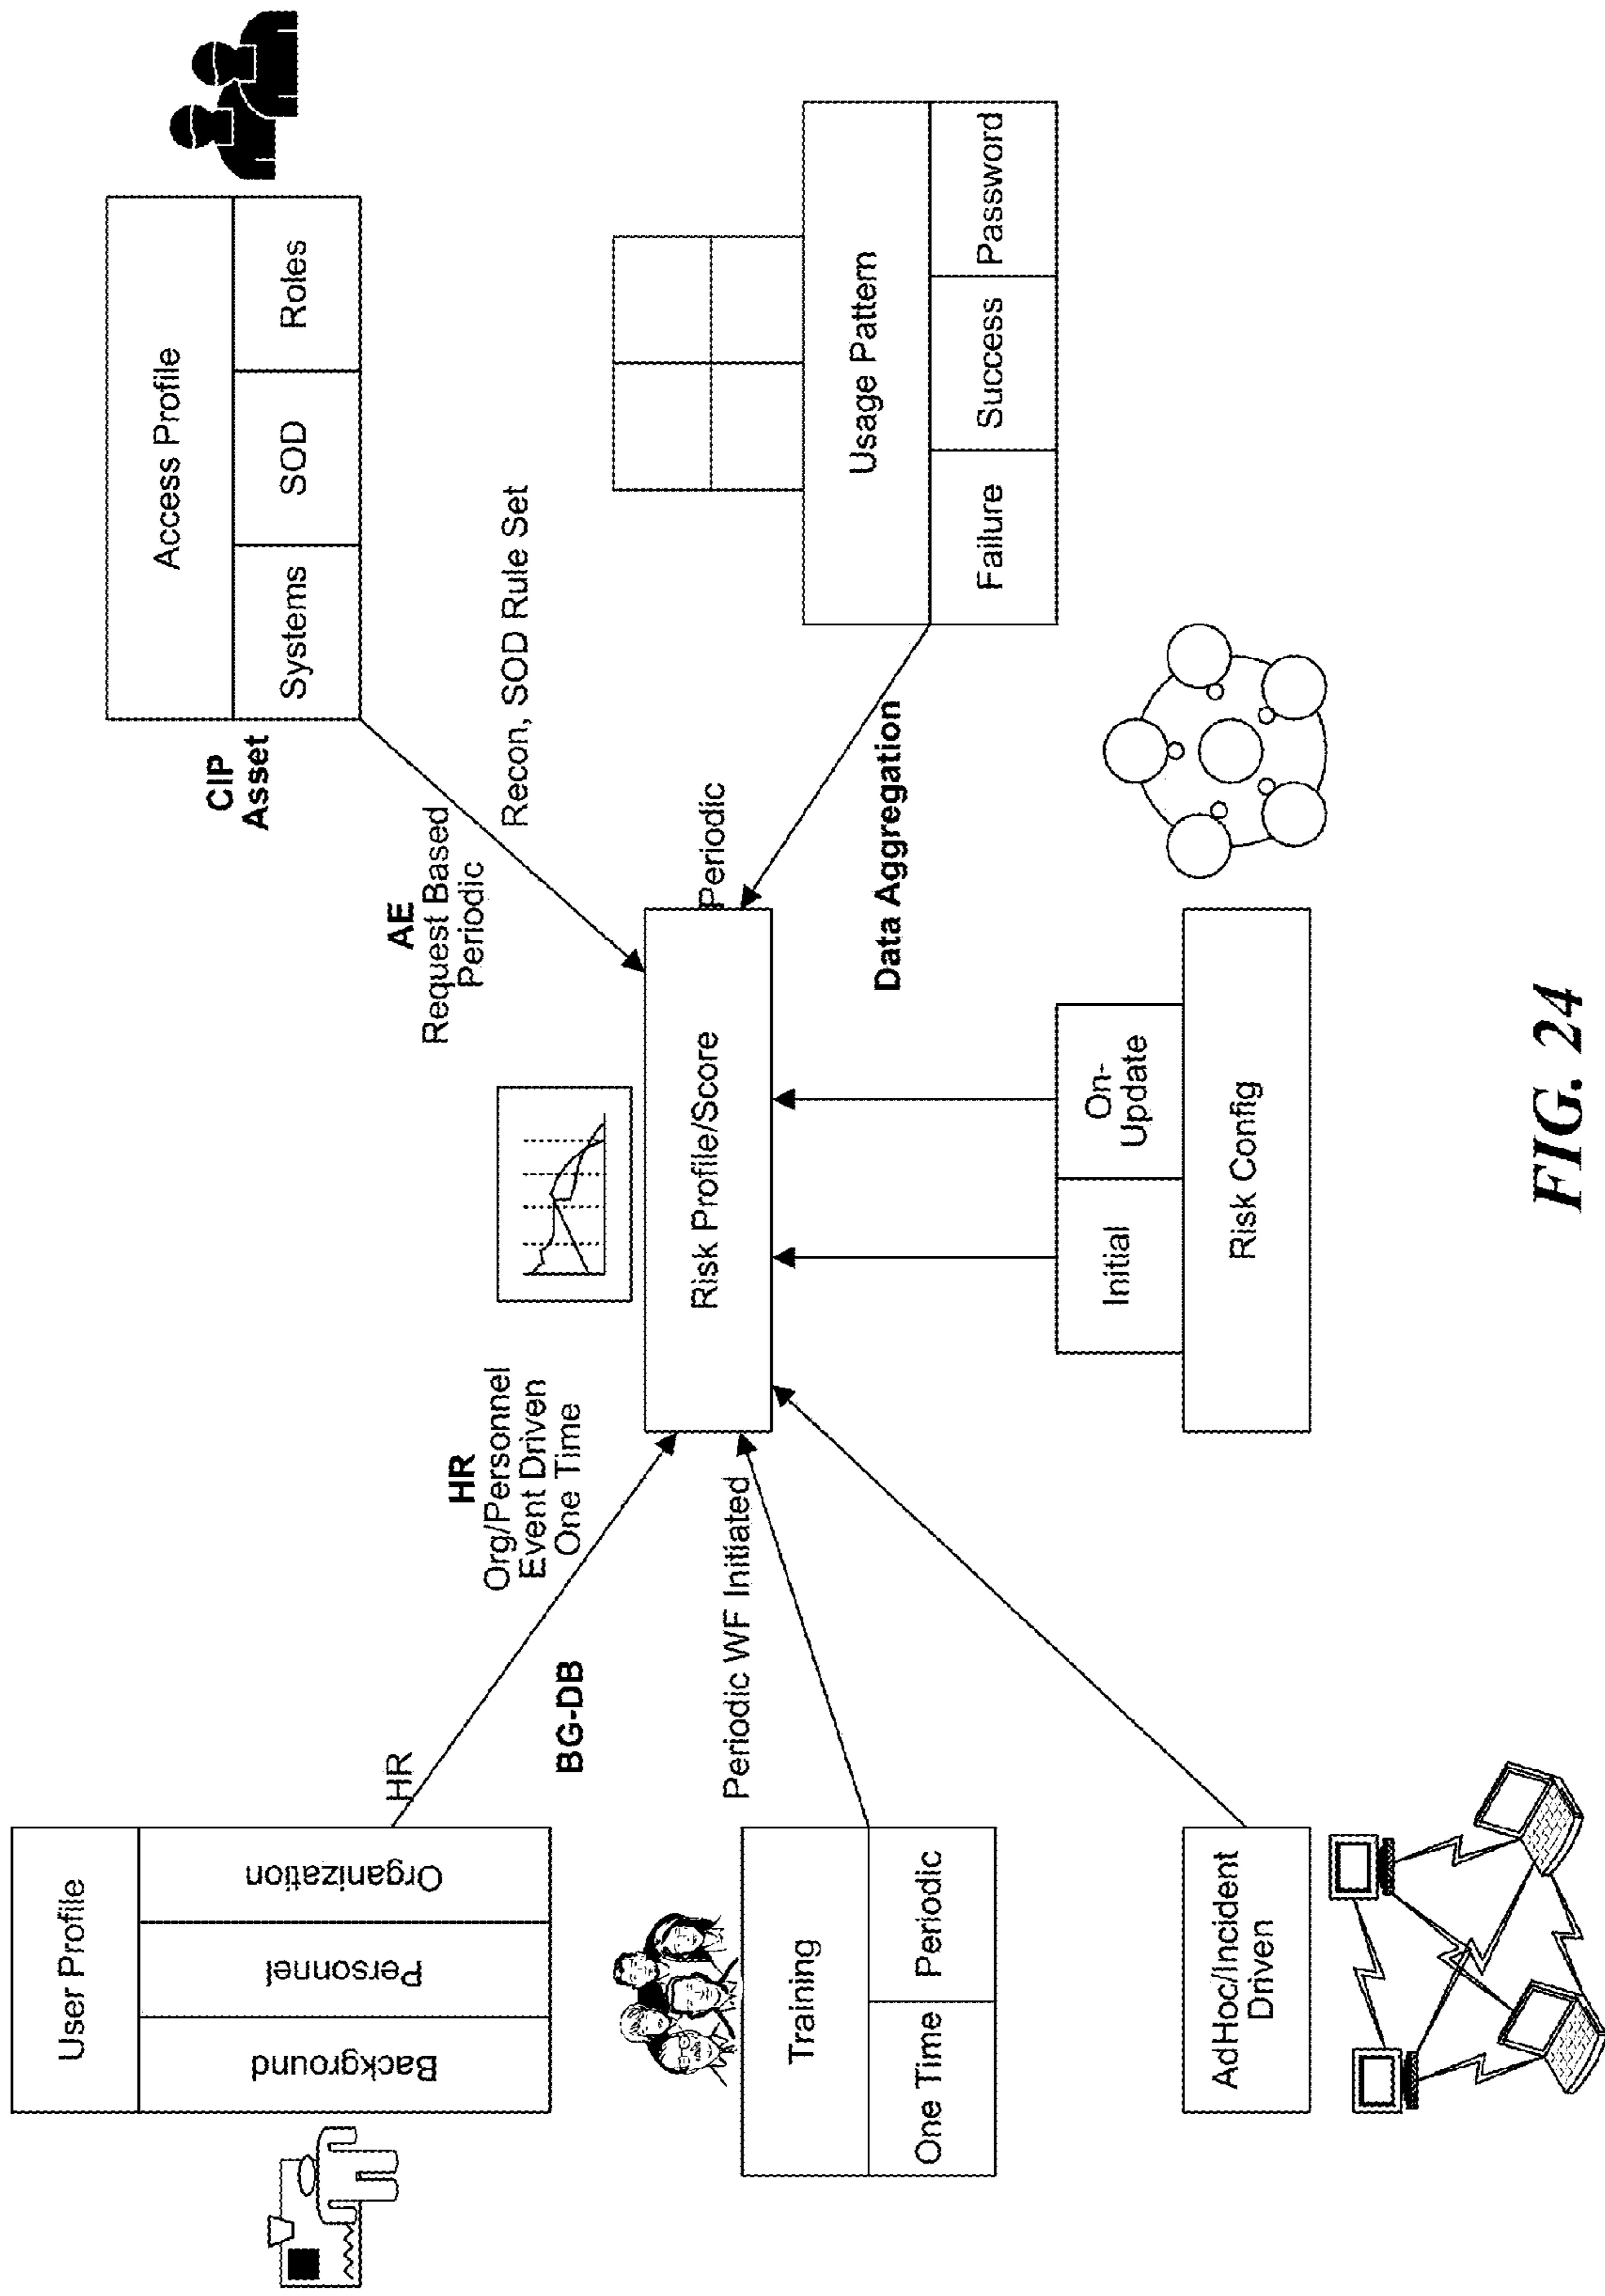 User Profile
Background
Personnel
Organization
HR
HR
Org/Personnel
Event Driven
One Time
BG-DB
Access Profile
Systems
SOD
Roles
CIP
Asset
AE
Request Based
Periodic
Recon, SOD Rule Set
Risk Profile/Score
Periodic
Usage Pattern
Failure
Success
Password
Data Aggregation
Training
One Time
Periodic
Periodic WF Initiated
AdHoc/Incident
Driven
Initial
On-
Update
Risk Config
FIG. 24